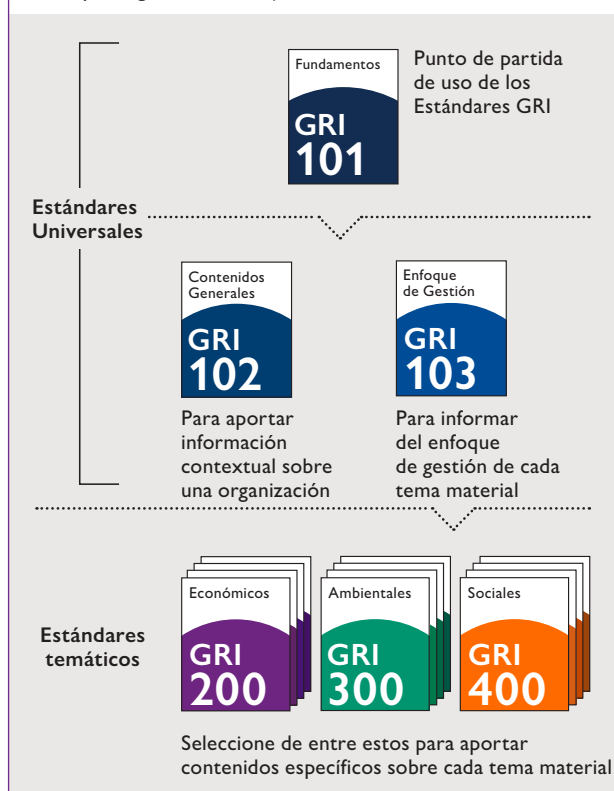 Fundamentos
GRI
101
Punto de partida
de uso de los
Estándares GRI
Estándares
Universales
Contenidos
Generales
GRI
102
Enfoque
de Gestión
GRI
103
Para aportar
información
contextual sobre
una organización
Para informar
del enfoque
de gestión de cada
tema material
Estándares
temáticos
Económicos
GRI
200
Ambientales
GRI
300
Sociales
GRI
400
Seleccione de entre estos para aportar
contenidos específicos sobre cada tema material